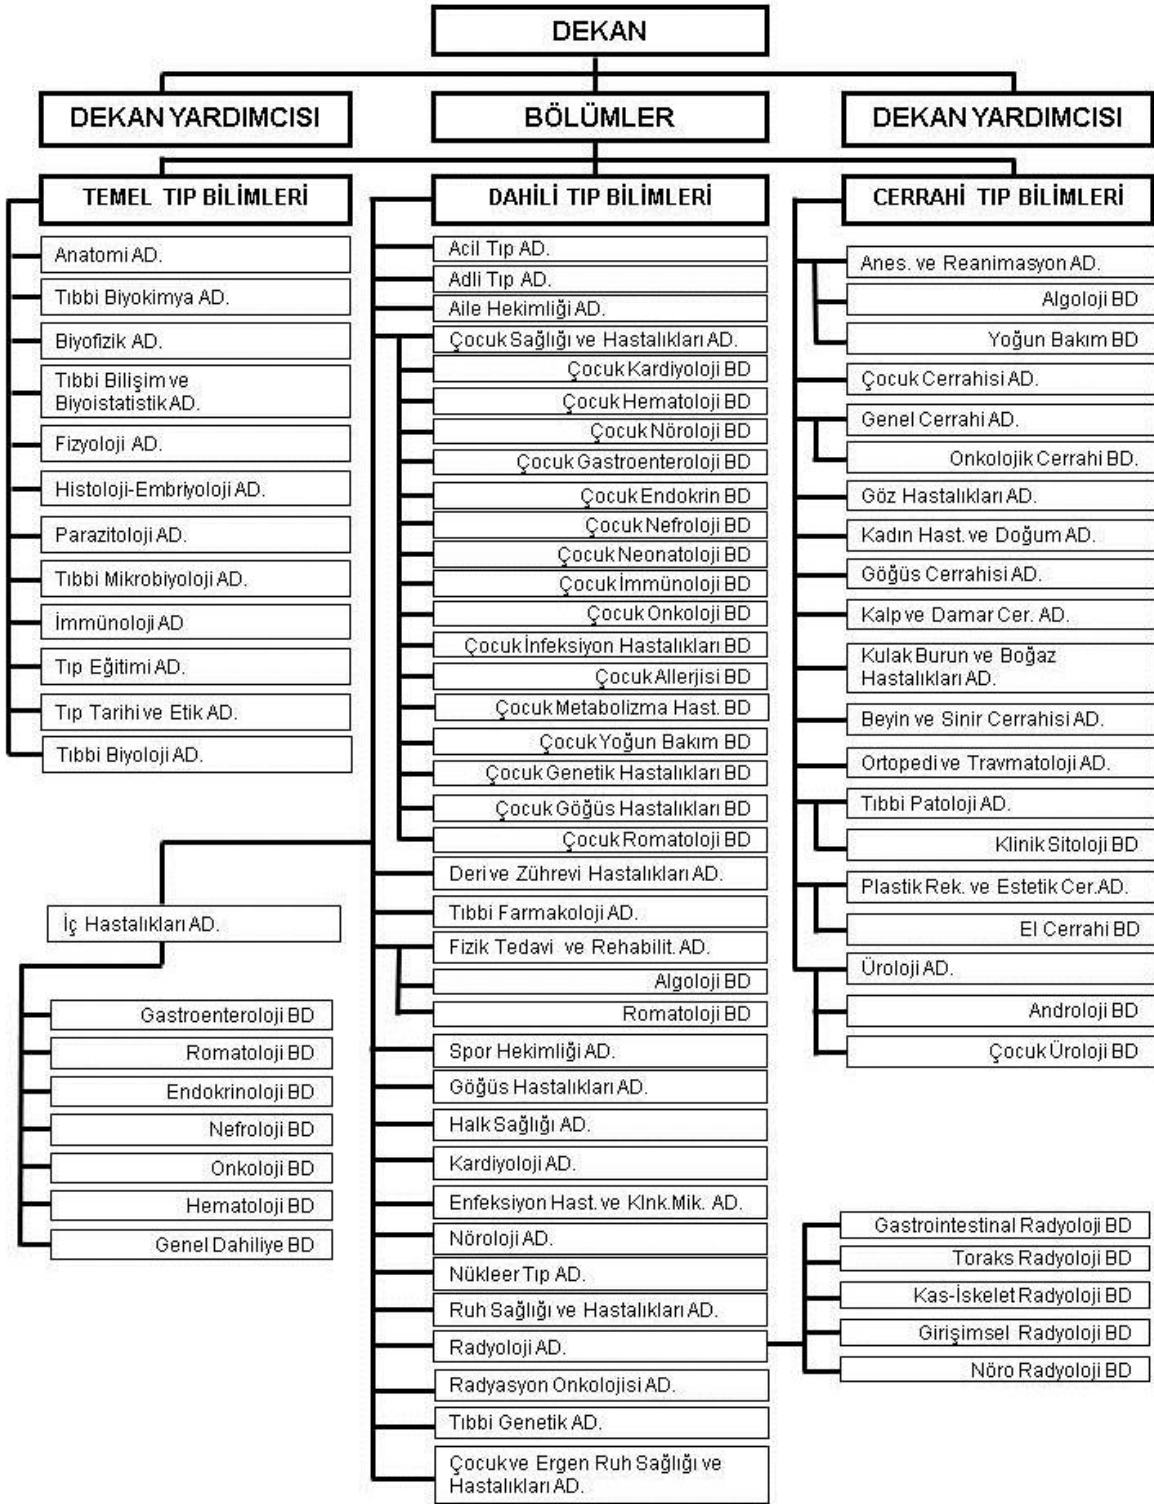 DEKAN
DEKAN YARDIMCISI
BÖLÜMLER
DEKAN YARDIMCISI
TEMEL TIP BİLİMLERİ
Anatomi AD.
Tıbbi Biyokimya AD.
Biyofizik AD.
Tıbbi Bilişim ve
Biyoistatistik AD.
Fizyoloji AD.
Histoloji-Embriyoloji AD.
Parazitoloji AD.
Tıbbi Mikrobiyoloji AD.
İmmünoloji AD
Tıp Eğitimi AD.
Tıp Tarihi ve Etik AD.
Tıbbi Biyoloji AD.
DAHİLİ TIP BİLİMLERİ
Acil Tıp AD.
Adli Tıp AD.
Aile Hekimliği AD.
Çocuk Sağlığı ve Hastalıkları AD.
Çocuk Kardiyoloji BD
Çocuk Hematoloji BD
Çocuk Nöroloji BD
Çocuk Gastroenteroloji BD
Çocuk Endokrin BD
Çocuk Nefroloji BD
Çocuk Neonatoloji BD
Çocuk İmmünoloji BD
Çocuk Onkoloji BD
Çocuk İnfeksiyon Hastalıkları BD
Çocuk Allerjisi BD
Çocuk Metabolizma Hast. BD
Çocuk Yoğun Bakım BD
Çocuk Genetik Hastalıkları BD
Çocuk Göğüs Hastalıkları BD
Çocuk Romatoloji BD
Deri ve Zührevi Hastalıkları AD.
Tıbbi Farmakoloji AD.
Fizik Tedavi ve Rehabilit. AD.
Algoloji BD
Romatoloji BD
Spor Hekimliği AD.
Göğüs Hastalıkları AD.
Halk Sağlığı AD.
Kardiyoloji AD.
Enfeksiyon Hast. ve Klnk.Mik. AD.
Nöroloji AD.
Nükleer Tıp AD.
Ruh Sağlığı ve Hastalıkları AD.
Radyoloji AD.
Radyasyon Onkolojisi AD.
Tıbbi Genetik AD.
Çocuk ve Ergen Ruh Sağlığı ve
Hastalıkları AD.
İç Hastalıkları AD.
Gastroenteroloji BD
Romatoloji BD
Endokrinoloji BD
Nefroloji BD
Onkoloji BD
Hematoloji BD
Genel Dahiliye BD
CERRAHİ TIP BİLİMLERİ
Anes. ve Reanimasyon AD.
Algoloji BD
Yoğun Bakım BD
Çocuk Cerrahisi AD.
Genel Cerrahi AD.
Onkolojik Cerrahi BD.
Göz Hastalıkları AD.
Kadın Hast. ve Doğum AD.
Göğüs Cerrahisi AD.
Kalp ve Damar Cer. AD.
Kulak Burun ve Boğaz
Hastalıkları AD.
Beyin ve Sinir Cerrahisi AD.
Ortopedi ve Travmatoloji AD.
Tıbbi Patoloji AD.
Klinik Sitoloji BD
Plastik Rek. ve Estetik Cer.AD.
El Cerrahi BD
Üroloji AD.
Androloji BD
Çocuk Üroloji BD
Gastrointestinal Radyoloji BD
Toraks Radyoloji BD
Kas-İskelet Radyoloji BD
Girişimsel Radyoloji BD
Nöro Radyoloji BD